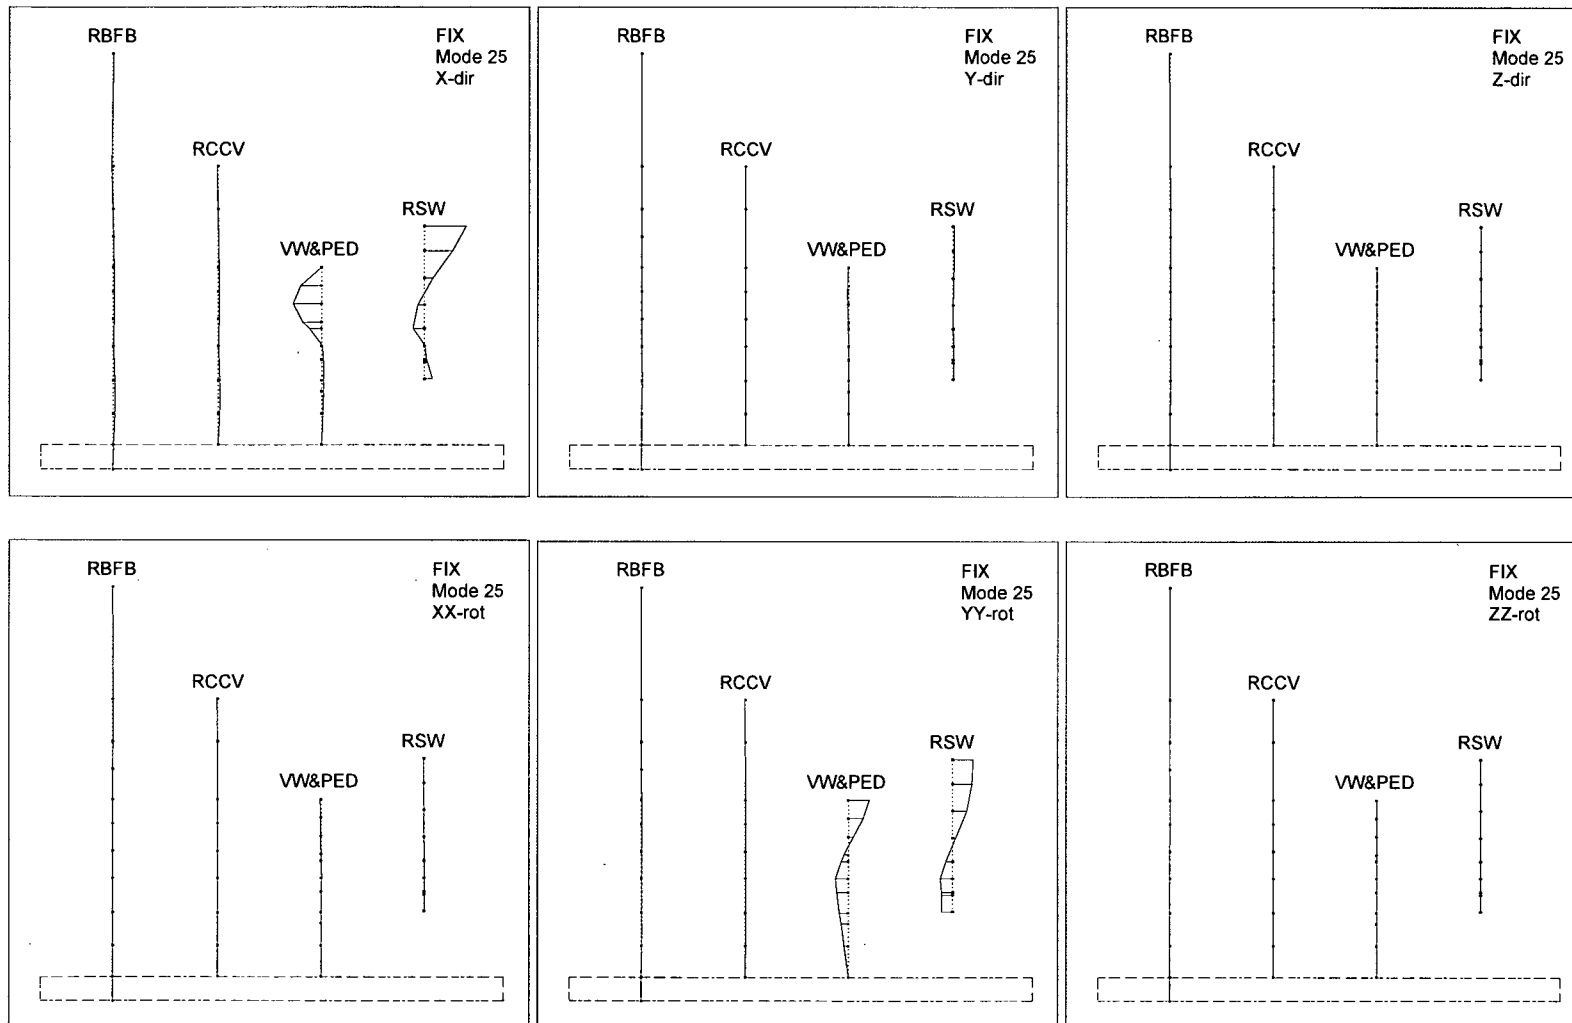 RBFB
FIX
Mode 25
X-dir
RCCV
RSW
VW&PED
RBFB
FIX
Mode 25
Y-dir
RCCV
RSW
VW&PED
RBFB
FIX
Mode 25
Z-dir
RCCV
RSW
VW&PED
RBFB
FIX
Mode 25
XX-rot
RCCV
RSW
VW&PED
RBFB
FIX
Mode 25
YY-rot
RCCV
RSW
VW&PED
RBFB
FIX
Mode 25
ZZ-rot
RCCV
RSW
VW&PED